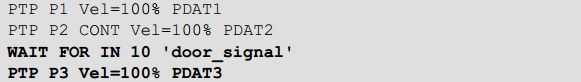 PTP P1 Vel=100% PDAT1
PTP P2 CONT Vel=100% PDAT2
WAIT FOR IN 10 'door_signal'
PTP P3 Vel=100% PDAT3